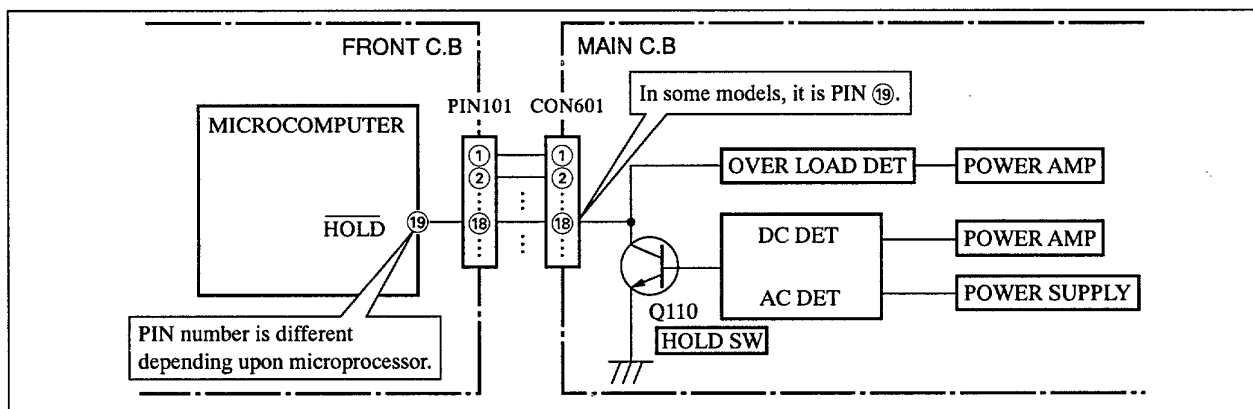 FRONT C.B
MAIN C.B
In some models, it is PIN ⑲.
PIN101
CON601
MICROCOMPUTER
①
①
②
②
OVER LOAD DET
POWER AMP
HOLD
⑲
⑱
⑱
DC DET
POWER AMP
AC DET
POWER SUPPLY
Q110
HOLD SW
PIN number is different
depending upon microprocessor.